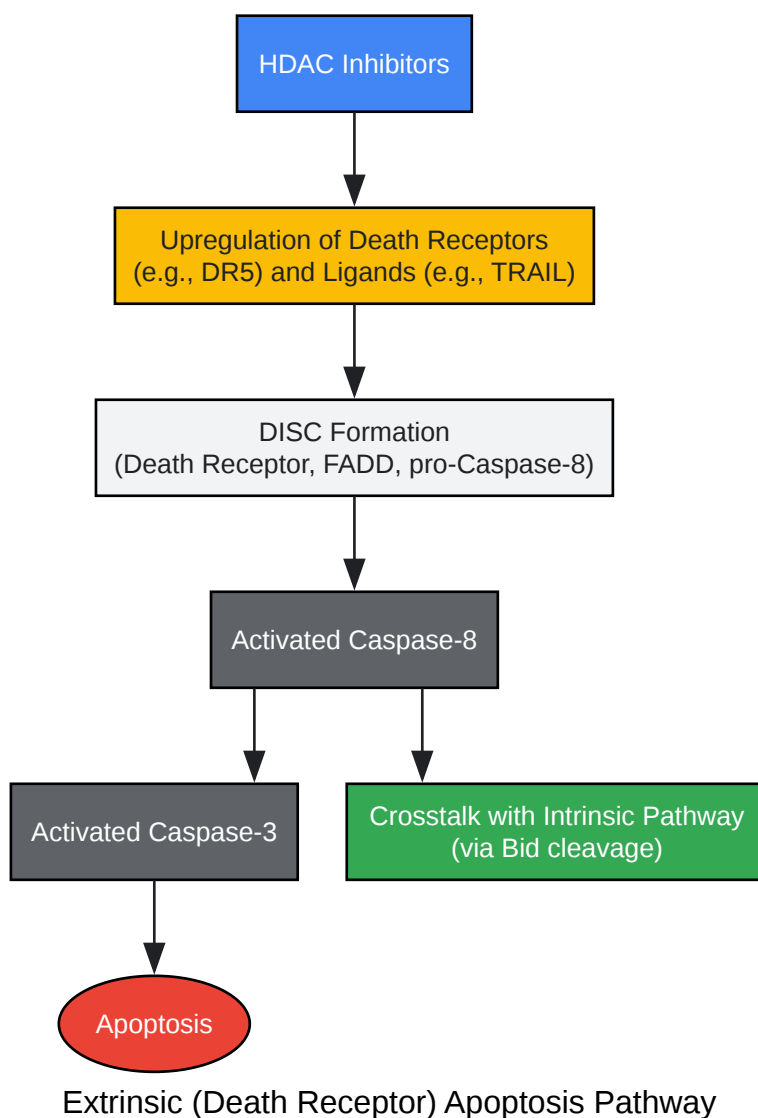 HDAC Inhibitors
Upregulation of Death Receptors
(e.g., DR5) and Ligands (e.g., TRAIL)
DISC Formation
(Death Receptor, FADD, pro-Caspase-8)
Activated Caspase-8
Activated Caspase-3
Crosstalk with Intrinsic Pathway
(via Bid cleavage)
Apoptosis
Extrinsic (Death Receptor) Apoptosis Pathway